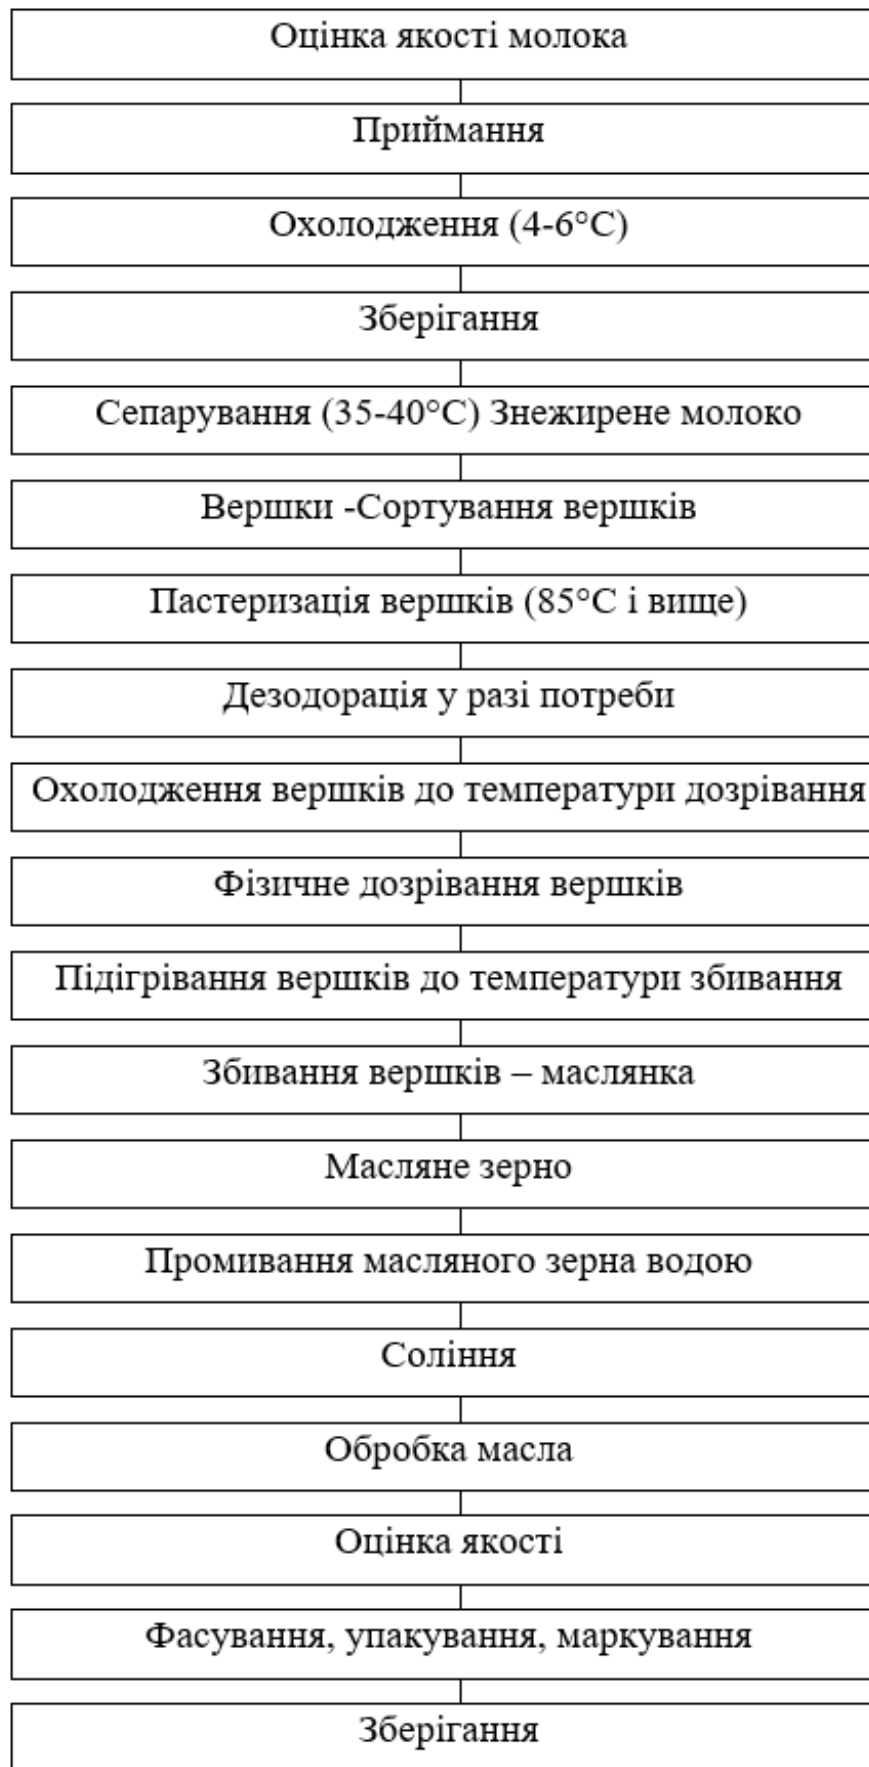 Оцінка якості молока
Приймання
Охолодження (4-6°С)
Зберігання
Сепарування (35-40°С) Знежирене молоко
Вершки -Сортування вершків
Пастеризація вершків (85°С і вище)
Дезодорація у разі потреби
Охолодження вершків до температури дозрівання
Фізичне дозрівання вершків
Підігрівання вершків до температури збивання
Збивання вершків – маслянка
Масляне зерно
Промивання масляного зерна водою
Соління
Обробка масла
Оцінка якості
Фасування, упакування, маркування
Зберігання